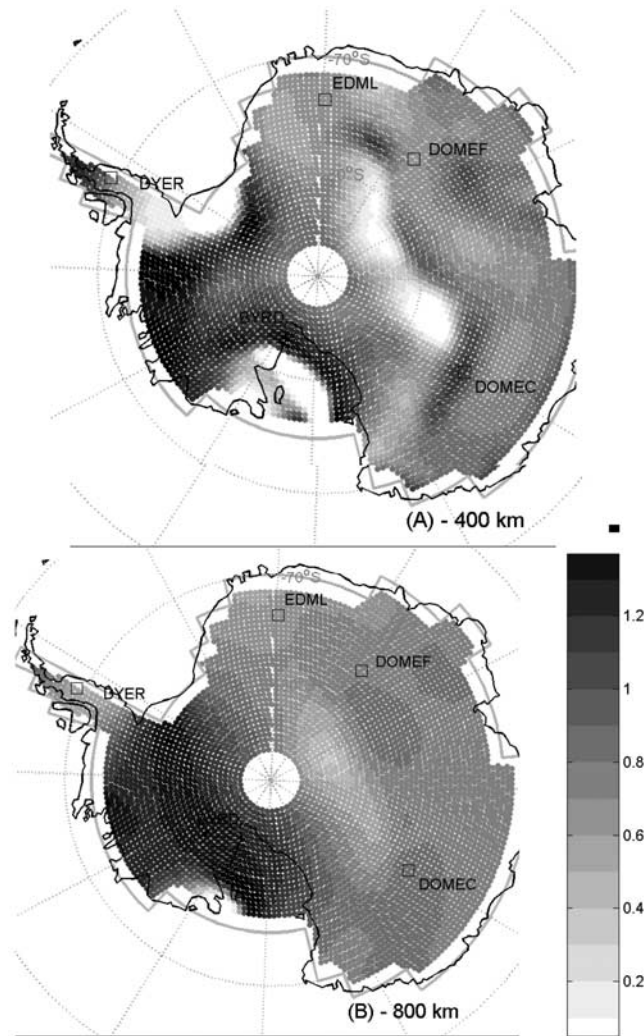 -70°S
EDML
DOMEF
°S
DYER
BYRD
DOMEC
(A) - 400 km
-70°S
EDML
DOMEF
DYER
DOMEC
(B) - 800 km
1.2
1
0.8
0.6
0.4
0.2